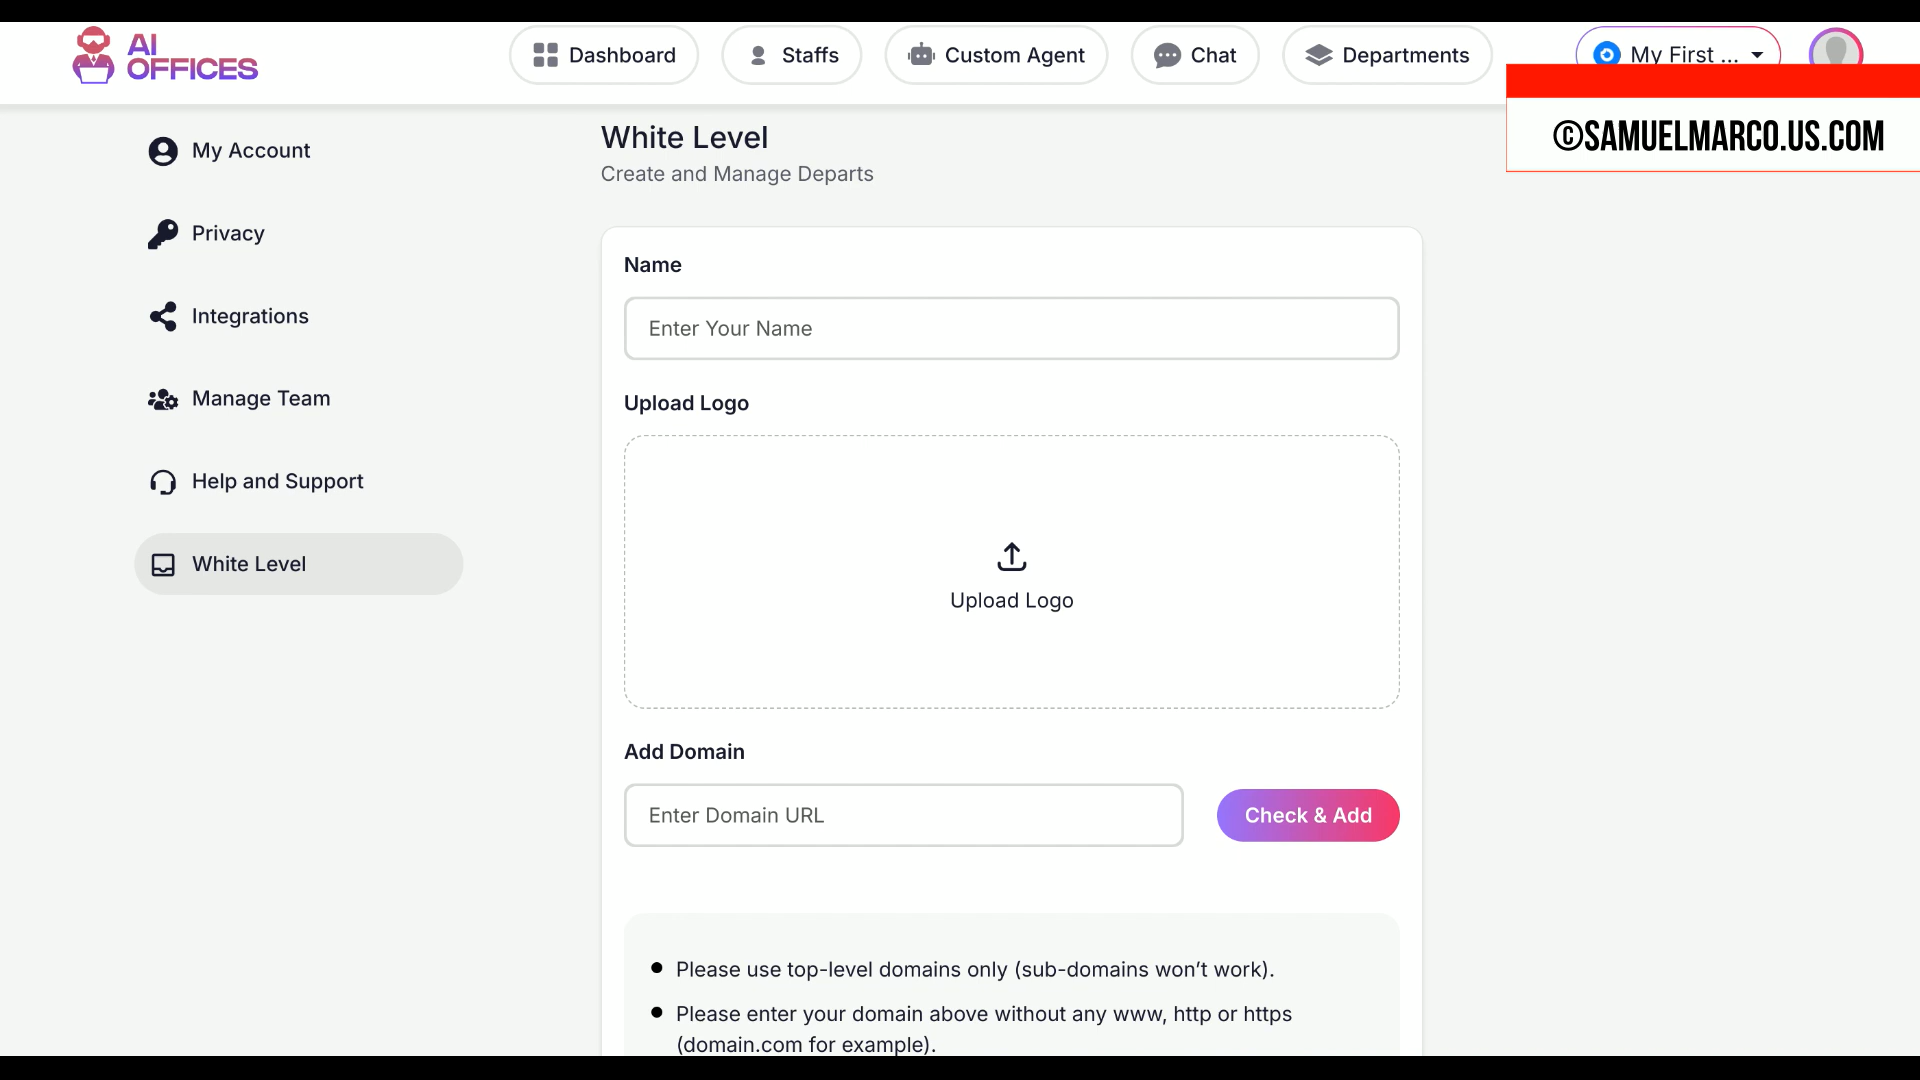 AI
OFFICES
Dashboard
Staffs
Custom Agent
Chat
Departments
My First ...
©SAMUELMARCO.US.COM
My Account
Privacy
Integrations
Manage Team
Help and Support
White Level
White Level
Create and Manage Departs
Name
Enter Your Name
Upload Logo
Upload Logo
Add Domain
Enter Domain URL
Check & Add
Please use top-level domains only (sub-domains won’t work).
Please enter your domain above without any www, http or https
(domain.com for example).